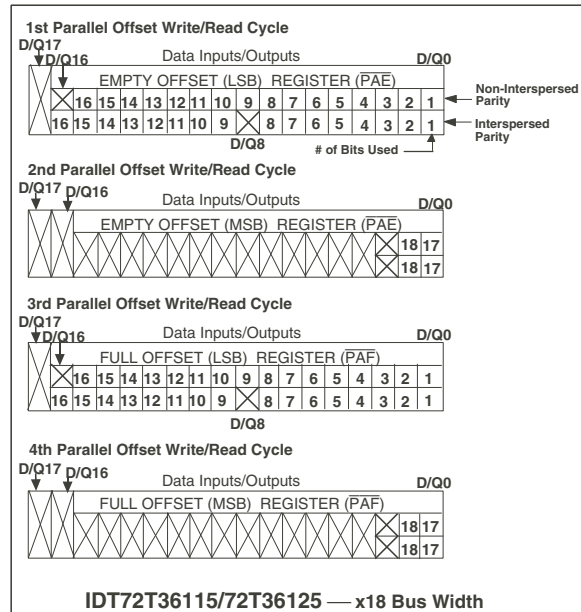 1st Parallel Offset Write/Read Cycle
D/Q17
D/Q16
Data Inputs/Outputs
D/Q0
EMPTY OFFSET (LSB) REGISTER (PAE)
16 15 14 13 12 11 10 9 8 7 6 5 4 3 2 1
Non-Interspersed Parity
16 15 14 13 12 11 10 9 8 7 6 5 4 3 2 1
Interspersed Parity
D/Q8
# of Bits Used
2nd Parallel Offset Write/Read Cycle
D/Q17
D/Q16
Data Inputs/Outputs
D/Q0
EMPTY OFFSET (MSB) REGISTER (PAE)
18 17
18 17
3rd Parallel Offset Write/Read Cycle
D/Q17
D/Q16
Data Inputs/Outputs
D/Q0
FULL OFFSET (LSB) REGISTER (PAF)
16 15 14 13 12 11 10 9 8 7 6 5 4 3 2 1
16 15 14 13 12 11 10 9 8 7 6 5 4 3 2 1
D/Q8
4th Parallel Offset Write/Read Cycle
D/Q17
D/Q16
Data Inputs/Outputs
D/Q0
FULL OFFSET (MSB) REGISTER (PAF)
18 17
18 17
IDT72T36115/72T36125 — x18 Bus Width